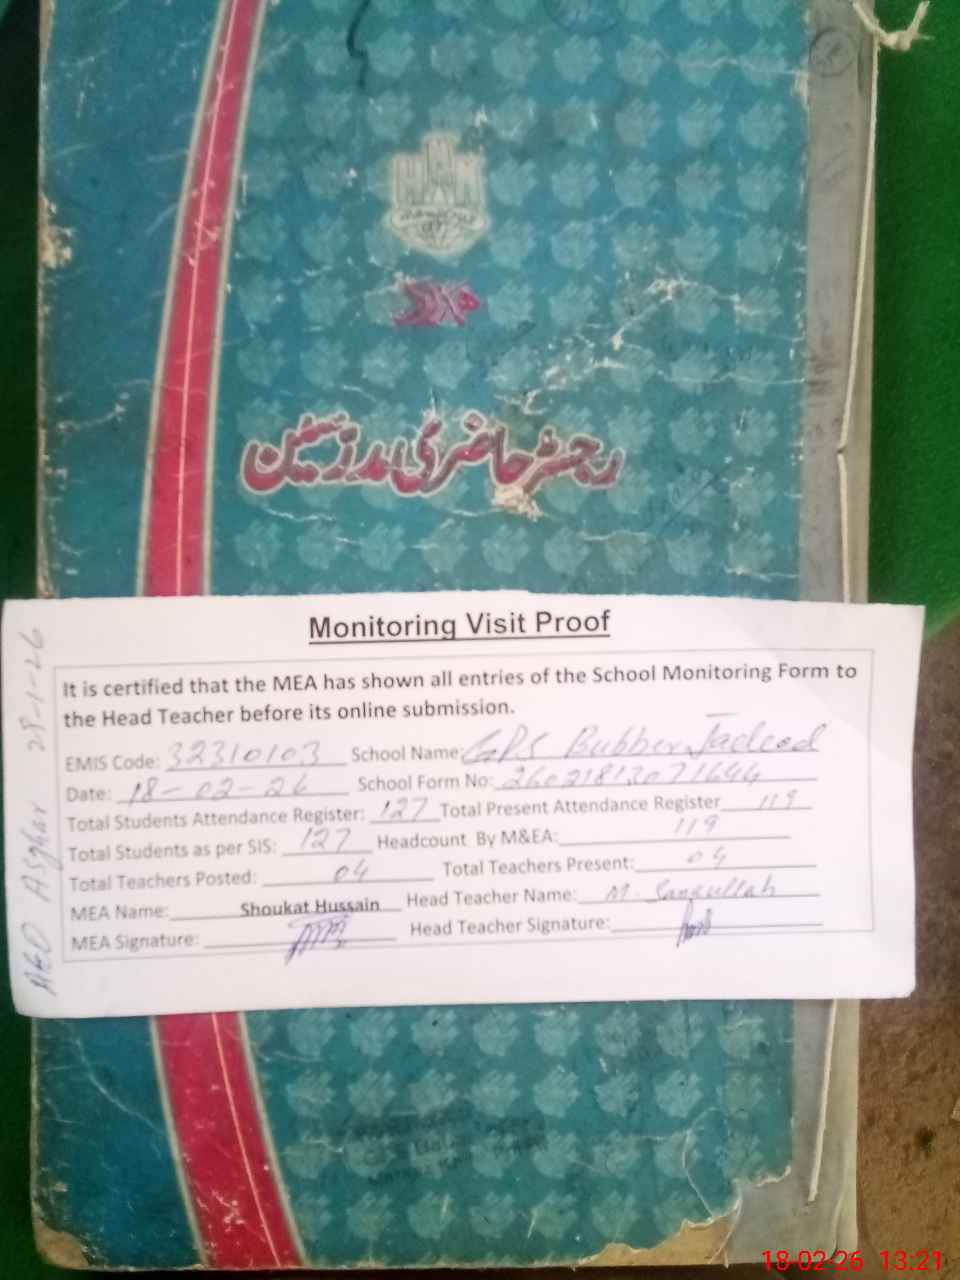 رجسٹر حاضری مدرسین
Monitoring Visit Proof
It is certified that the MEA has shown all entries of the School Monitoring Form to
the Head Teacher before its online submission.
EMIS Code: 32310103 School Name: GPS Bubber Jadeed
Date: 18-02-26 School Form No:
Total Students Attendance Register: 127 Total Present Attendance Register 119
Total Students as per SIS: 127 Headcount By M&EA: 119
Total Teachers Posted: 04 Total Teachers Present: 04
MEA Name: Shoukat Hussain Head Teacher Name: M.
MEA Signature: Head Teacher Signature:
AEO Asghar 28-1-26
18-02-26 13:21